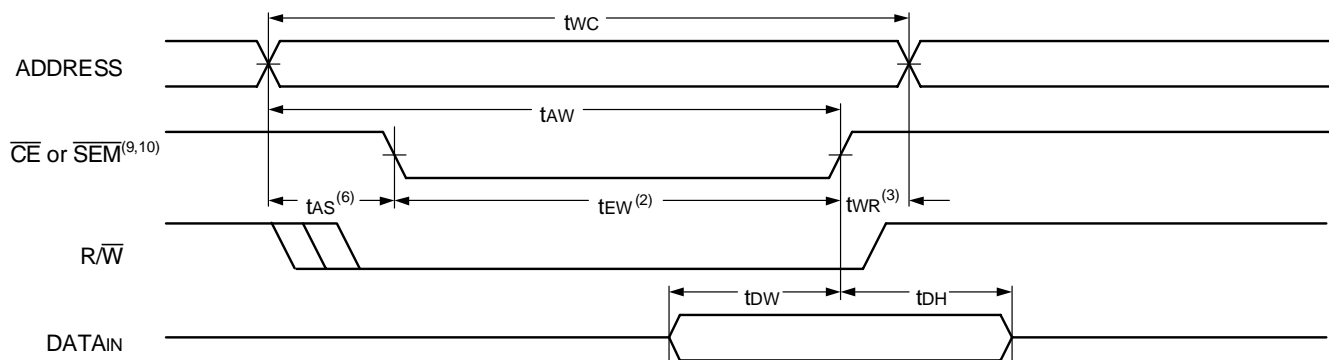 tWC
ADDRESS
tAW
CE or SEM(9,10)
tAS(6)
tEW(2)
tWR(3)
R/W
tDW
tDH
DATAIN